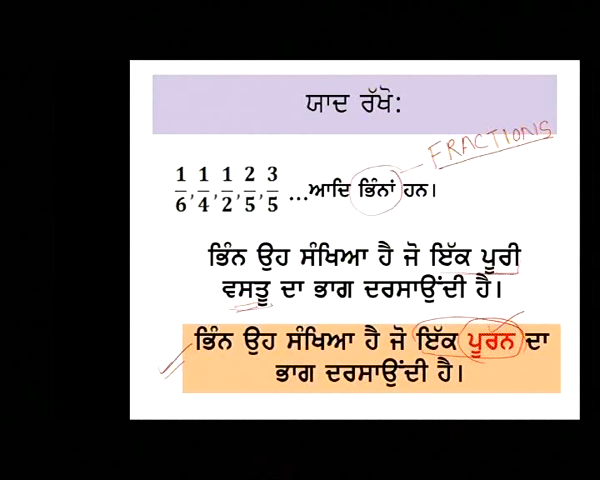 ਯਾਦ ਰੱਖੋ:
FRACTIONS
1/6, 1/4, 1/2, 2/5, 3/5 ...ਆਦਿ ਭਿੰਨਾਂ ਹਨ।
ਭਿੰਨ ਉਹ ਸੰਖਿਆ ਹੈ ਜੋ ਇੱਕ ਪੂਰੀ
ਵਸਤੂ ਦਾ ਭਾਗ ਦਰਸਾਉਂਦੀ ਹੈ।
ਭਿੰਨ ਉਹ ਸੰਖਿਆ ਹੈ ਜੋ ਇੱਕ ਪੂਰਨ ਦਾ
ਭਾਗ ਦਰਸਾਉਂਦੀ ਹੈ।